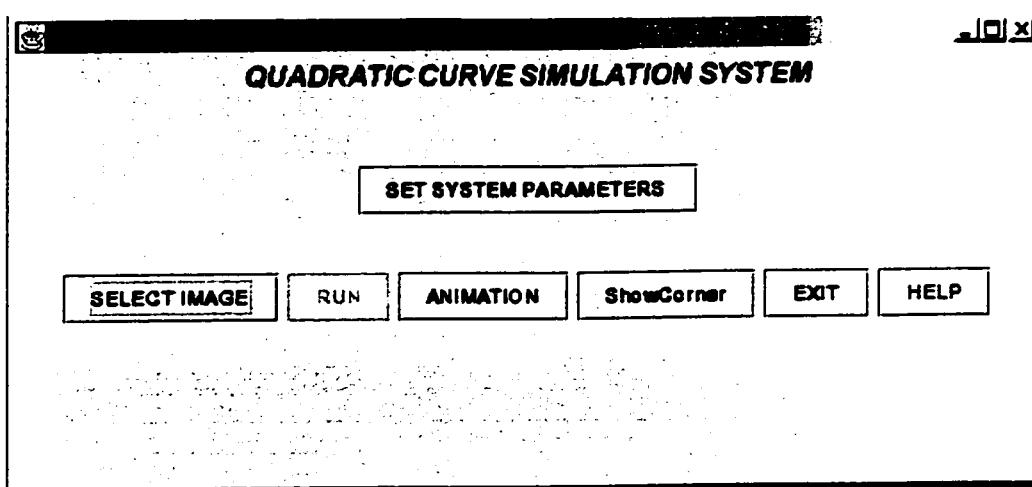 QUADRATIC CURVE SIMULATION SYSTEM
SET SYSTEM PARAMETERS
SELECT IMAGE RUN ANIMATION ShowCorner EXIT HELP